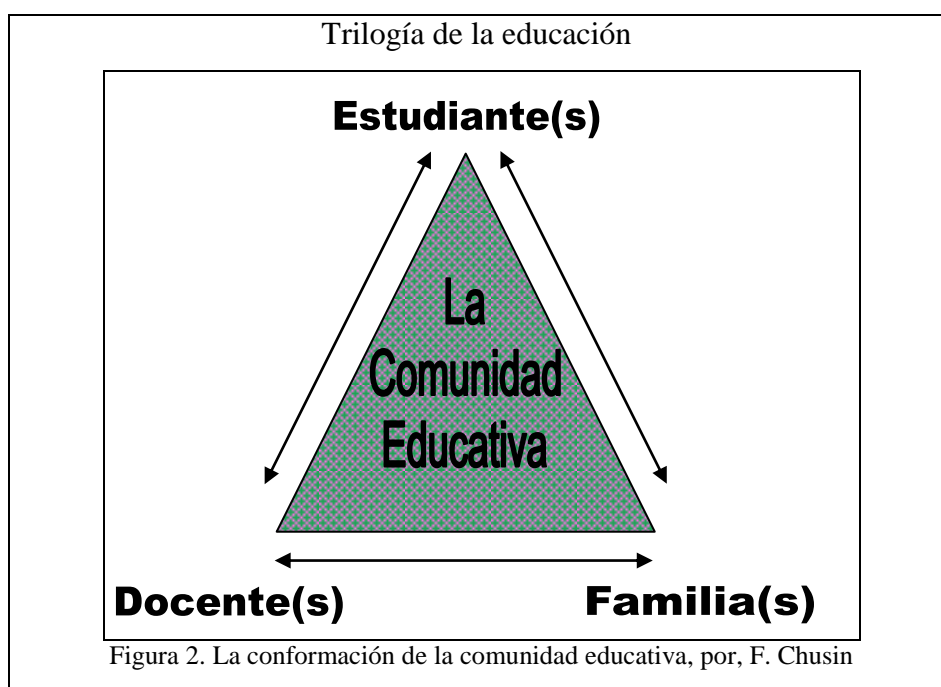 Trilogía de la educación
Estudiante(s)
La
Comunidad
Educativa
Docente(s) Familia(s)
Figura 2. La conformación de la comunidad educativa, por, F. Chusin